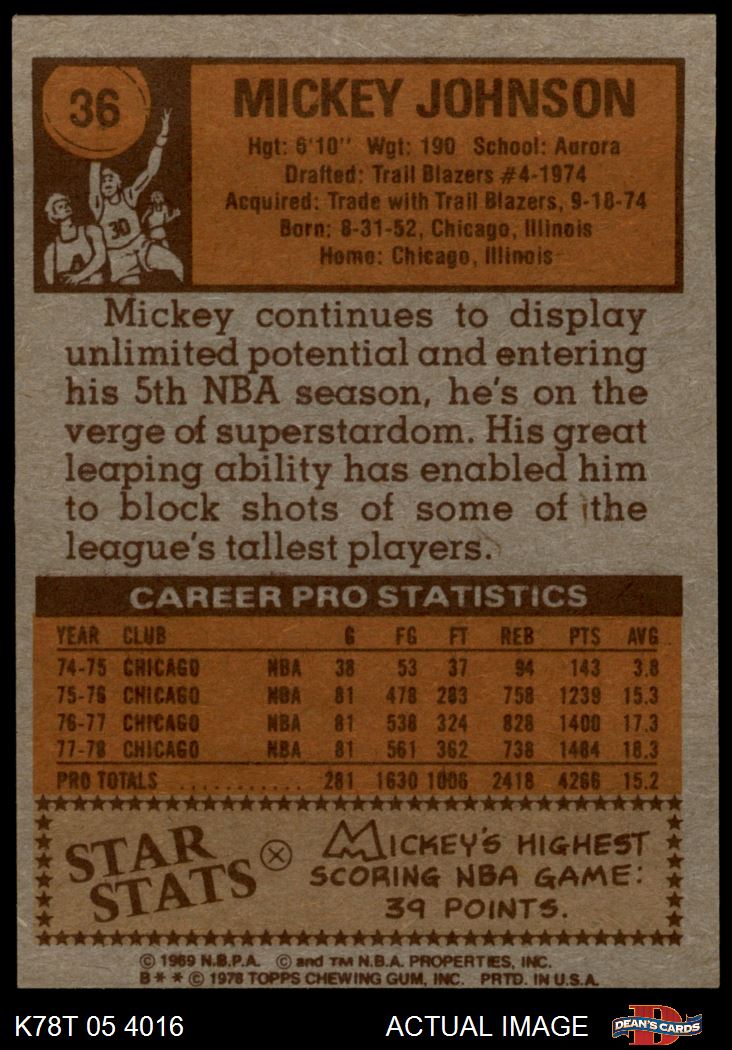 36
MICKEY JOHNSON
Hgt: 6'10" Wgt: 190 School: Aurora
Drafted: Trail Blazers #4-1974
Acquired: Trade with Trail Blazers, 9-18-74
Born: 8-31-52, Chicago, Illinois
Home: Chicago, Illinois
30
Mickey continues to display
unlimited potential and entering
his 5th NBA season, he's on the
verge of superstardom. His great
leaping ability has enabled him
to block shots of some of the
league's tallest players.
CAREER PRO STATISTICS
YEAR CLUB G FG FT REB PTS AVG
74-75 CHICAGO NBA 38 53 37 94 143 3.8
75-76 CHICAGO NBA 81 478 283 758 1239 15.3
76-77 CHICAGO NBA 81 538 324 828 1400 17.3
77-78 CHICAGO NBA 81 561 362 738 1484 18.3
PRO TOTALS ........... 281 1630 1006 2418 4266 15.2
STAR
STATS
MICKEY'S HIGHEST
SCORING NBA GAME:
39 POINTS.
© 1969 N.B.P.A. © and TM N.B.A. PROPERTIES, INC.
B * * © 1978 TOPPS CHEWING GUM, INC. PRTD. IN U.S.A.
K78T 05 4016
ACTUAL IMAGE
D
DEAN'S CARDS